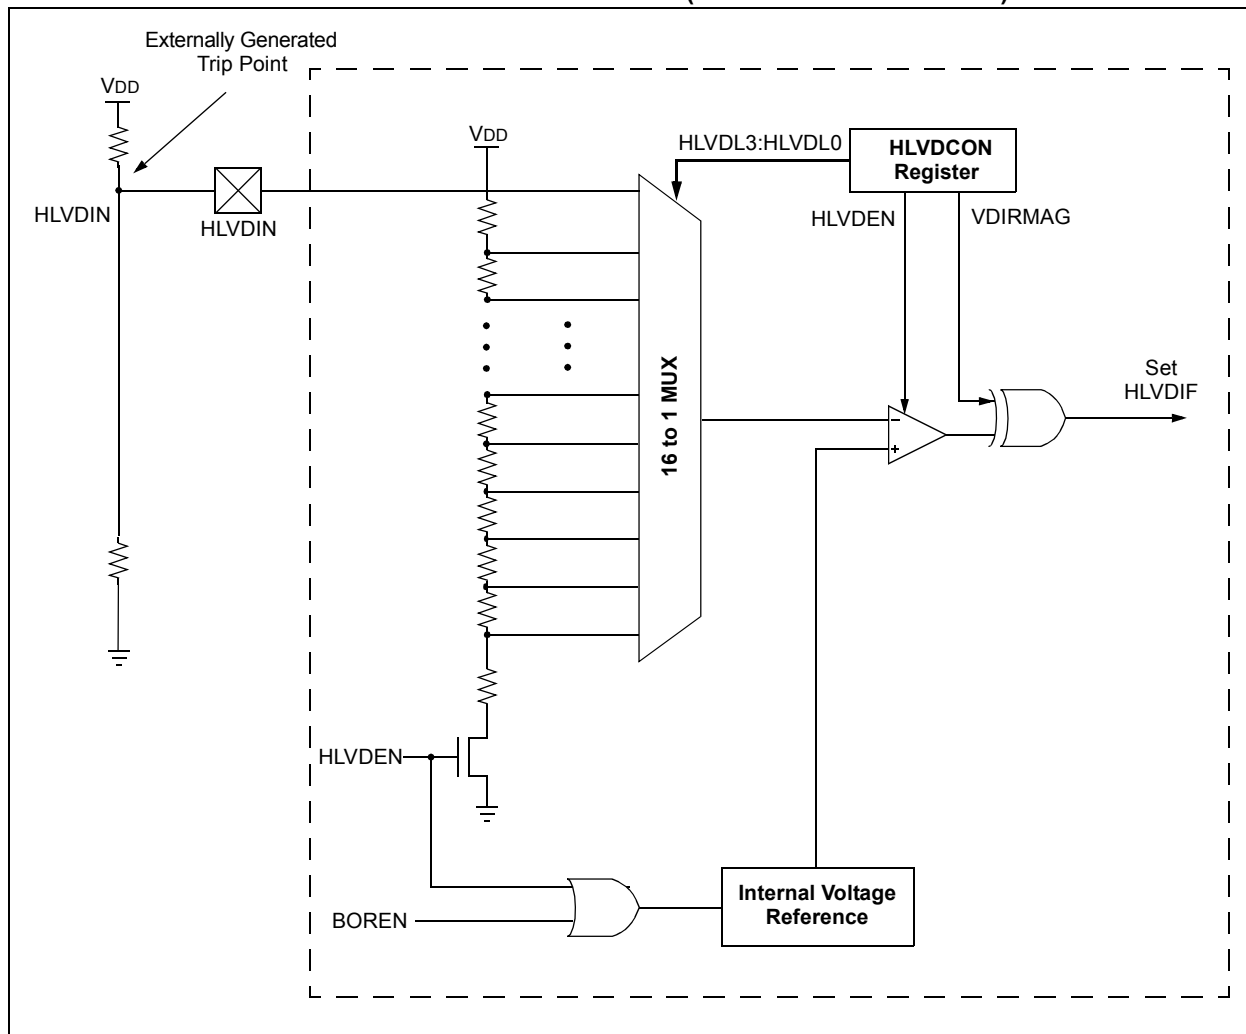 Externally Generated
Trip Point
VDD
VDD
HLVDL3:HLVDL0
HLVDCON
Register
HLVDIN
HLVDIN
HLVDEN
VDIRMAG
16 to 1 MUX
Set
HLVDIF
–
+
HLVDEN
BOREN
Internal Voltage
Reference